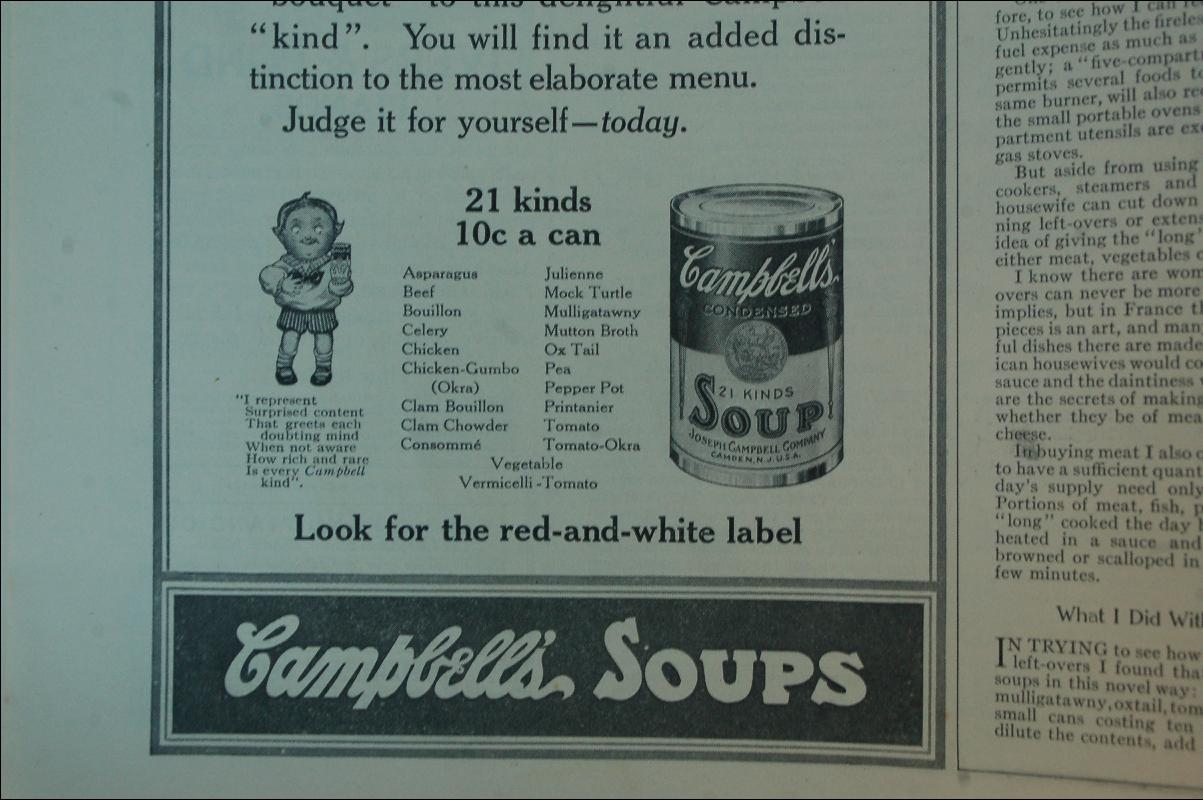 "kind". You will find it an added dis-
tinction to the most elaborate menu.
Judge it for yourself—today.
21 kinds
10c a can
Asparagus
Beef
Bouillon
Celery
Chicken
Chicken-Gumbo
(Okra)
Clam Bouillon
Clam Chowder
Consommé
Julienne
Mock Turtle
Mulligatawny
Mutton Broth
Ox Tail
Pea
Pepper Pot
Printanier
Tomato
Tomato-Okra
Vegetable
Vermicelli-Tomato
"I represent
Surprised content
That greets each
doubting mind
When not aware
How rich and rare
Is every Campbell
kind".
Campbell's
CONDENSED
21 KINDS
SOUP
JOSEPH CAMPBELL COMPANY
CAMDEN, N.J., U.S.A.
Look for the red-and-white label
Campbell's SOUPS
fore, to see how I can
Unhesitatingly the
fuel expense as much as
gently; a "five-
permits several foods
same burner, will also
the small portable ovens
partment utensils are
gas stoves.
But aside from using
cookers, steamers and
housewife can cut down
ning left-overs or
idea of giving the "long"
either meat, vegetables
I know there are
overs can never be more
implies, but in France
pieces is an art, and
ful dishes there are made
ican housewives would
sauce and the daintiness
are the secrets of making
whether they be of
cheese.
In buying meat I also
to have a sufficient
day's supply need only
Portions of meat, fish,
"long" cooked the day
heated in a sauce and
browned or scalloped in
few minutes.
What I Did
IN TRYING to see how
left-overs I found
soups in this novel way:
mulligatawny, oxtail,
small cans costing ten
dilute the contents, add